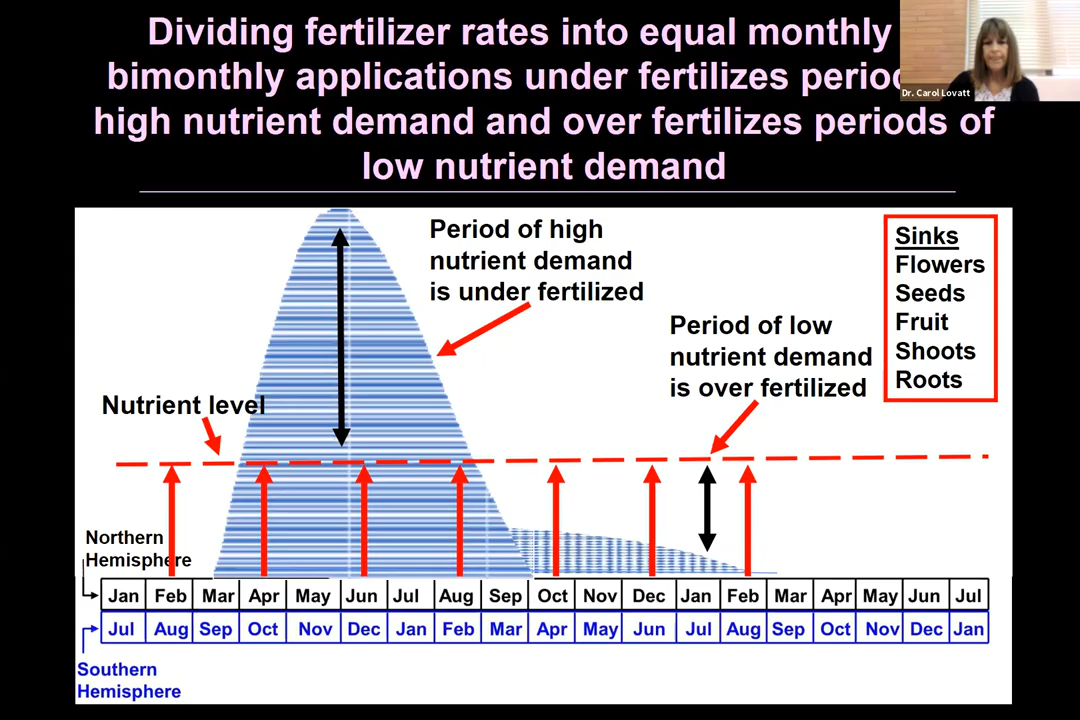 Dividing fertilizer rates into equal monthly
bimonthly applications under fertilizes
high nutrient demand and over fertilizes periods of
low nutrient demand
Dr. Carol Lovatt
Period of high
nutrient demand
is under fertilized
Sinks
Flowers
Seeds
Fruit
Shoots
Roots
Period of low
nutrient demand
is over fertilized
Nutrient level
Northern
Hemisphere
Jan Feb Mar Apr May Jun Jul Aug Sep Oct Nov Dec Jan Feb Mar Apr May Jun Jul
Jul Aug Sep Oct Nov Dec Jan Feb Mar Apr May Jun Jul Aug Sep Oct Nov Dec Jan
Southern
Hemisphere